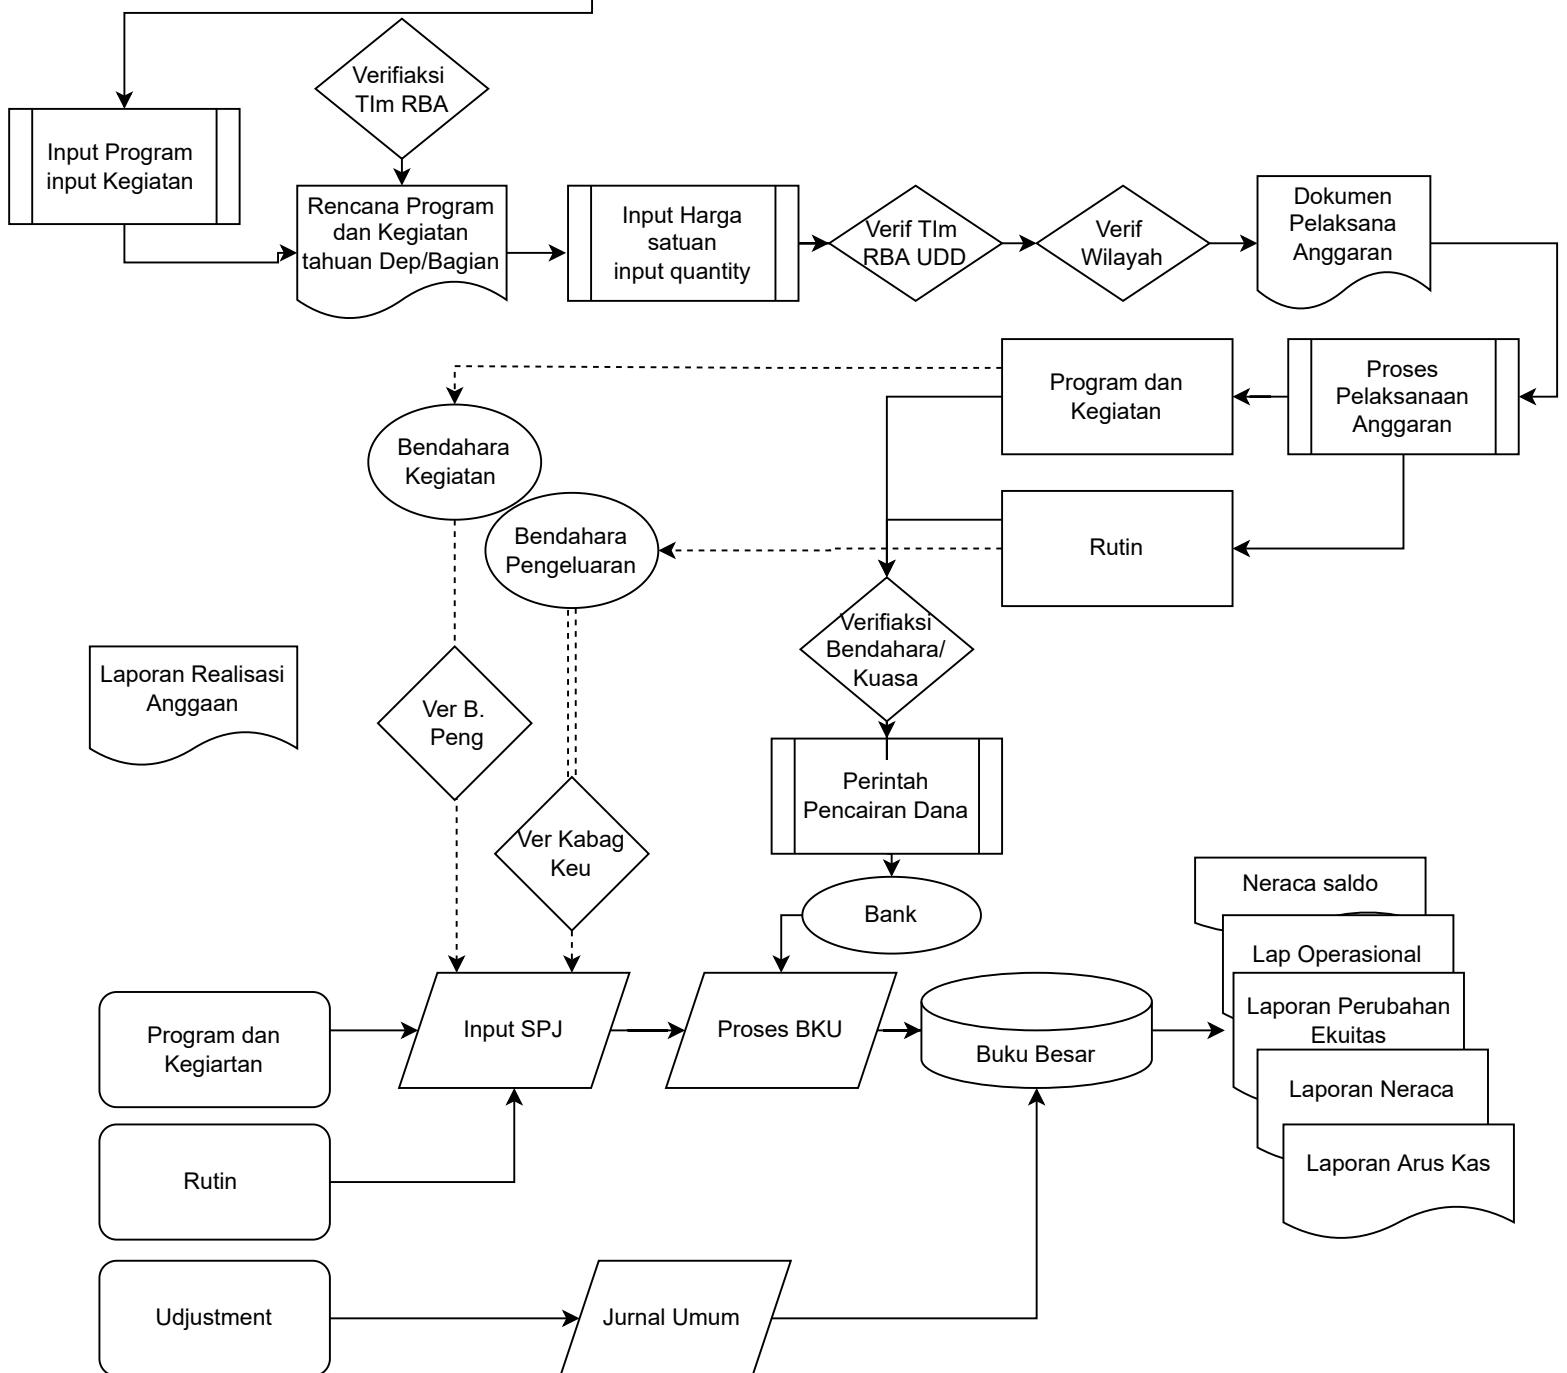 Verifiaksi
TIm RBA
Input Program
input Kegiatan
Rencana Program
dan Kegiatan
tahuan Dep/Bagian
Input Harga
satuan
input quantity
Verif TIm
RBA UDD
Verif
Wilayah
Dokumen
Pelaksana
Anggaran
Program dan
Kegiatan
Proses
Pelaksanaan
Anggaran
Bendahara
Kegiatan
Bendahara
Pengeluaran
Rutin
Verifiaksi
Bendahara/
Kuasa
Laporan Realisasi
Anggaan
Ver B.
Peng
Perintah
Pencairan Dana
Ver Kabag
Keu
Bank
Neraca saldo
Lap Operasional
Laporan Perubahan
Ekuitas
Laporan Neraca
Laporan Arus Kas
Program dan
Kegiartan
Input SPJ
Proses BKU
Buku Besar
Rutin
Udjustment
Jurnal Umum